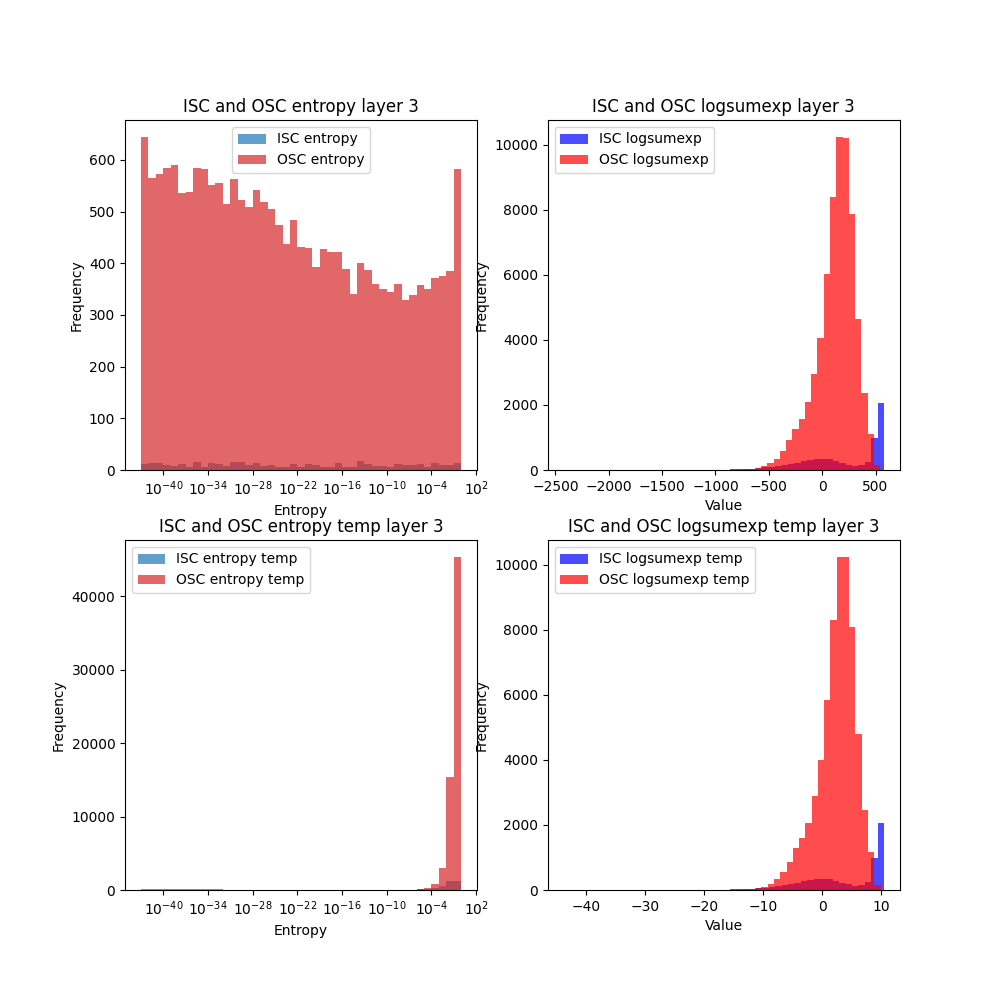 ISC and OSC entropy layer 3
ISC entropy
OSC entropy
Frequency
600
500
400
300
200
100
0
10⁻⁴⁰ 10⁻³⁴ 10⁻²⁸ 10⁻²² 10⁻¹⁶ 10⁻¹⁰ 10⁻⁴ 10²
Entropy
ISC and OSC logsumexp layer 3
ISC logsumexp
OSC logsumexp
Frequency
10000
8000
6000
4000
2000
0
−2500 −2000 −1500 −1000 −500 0 500
Value
ISC and OSC entropy temp layer 3
ISC entropy temp
OSC entropy temp
Frequency
40000
30000
20000
10000
0
10⁻⁴⁰ 10⁻³⁴ 10⁻²⁸ 10⁻²² 10⁻¹⁶ 10⁻¹⁰ 10⁻⁴ 10²
Entropy
ISC and OSC logsumexp temp layer 3
ISC logsumexp temp
OSC logsumexp temp
Frequency
10000
8000
6000
4000
2000
0
−40 −30 −20 −10 0 10
Value